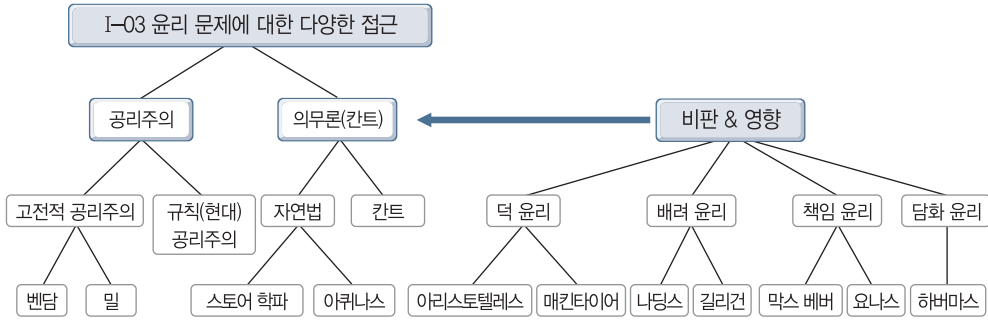 I-03 윤리 문제에 대한 다양한 접근
공리주의
의무론(칸트)
비판 & 영향
고전적 공리주의
규칙(현대)
공리주의
자연법
칸트
덕 윤리
배려 윤리
책임 윤리
담화 윤리
벤담
밀
스토어 학파
아퀴나스
아리스토텔레스
매킨타이어
나딩스
길리건
막스 베버
요나스
하버마스